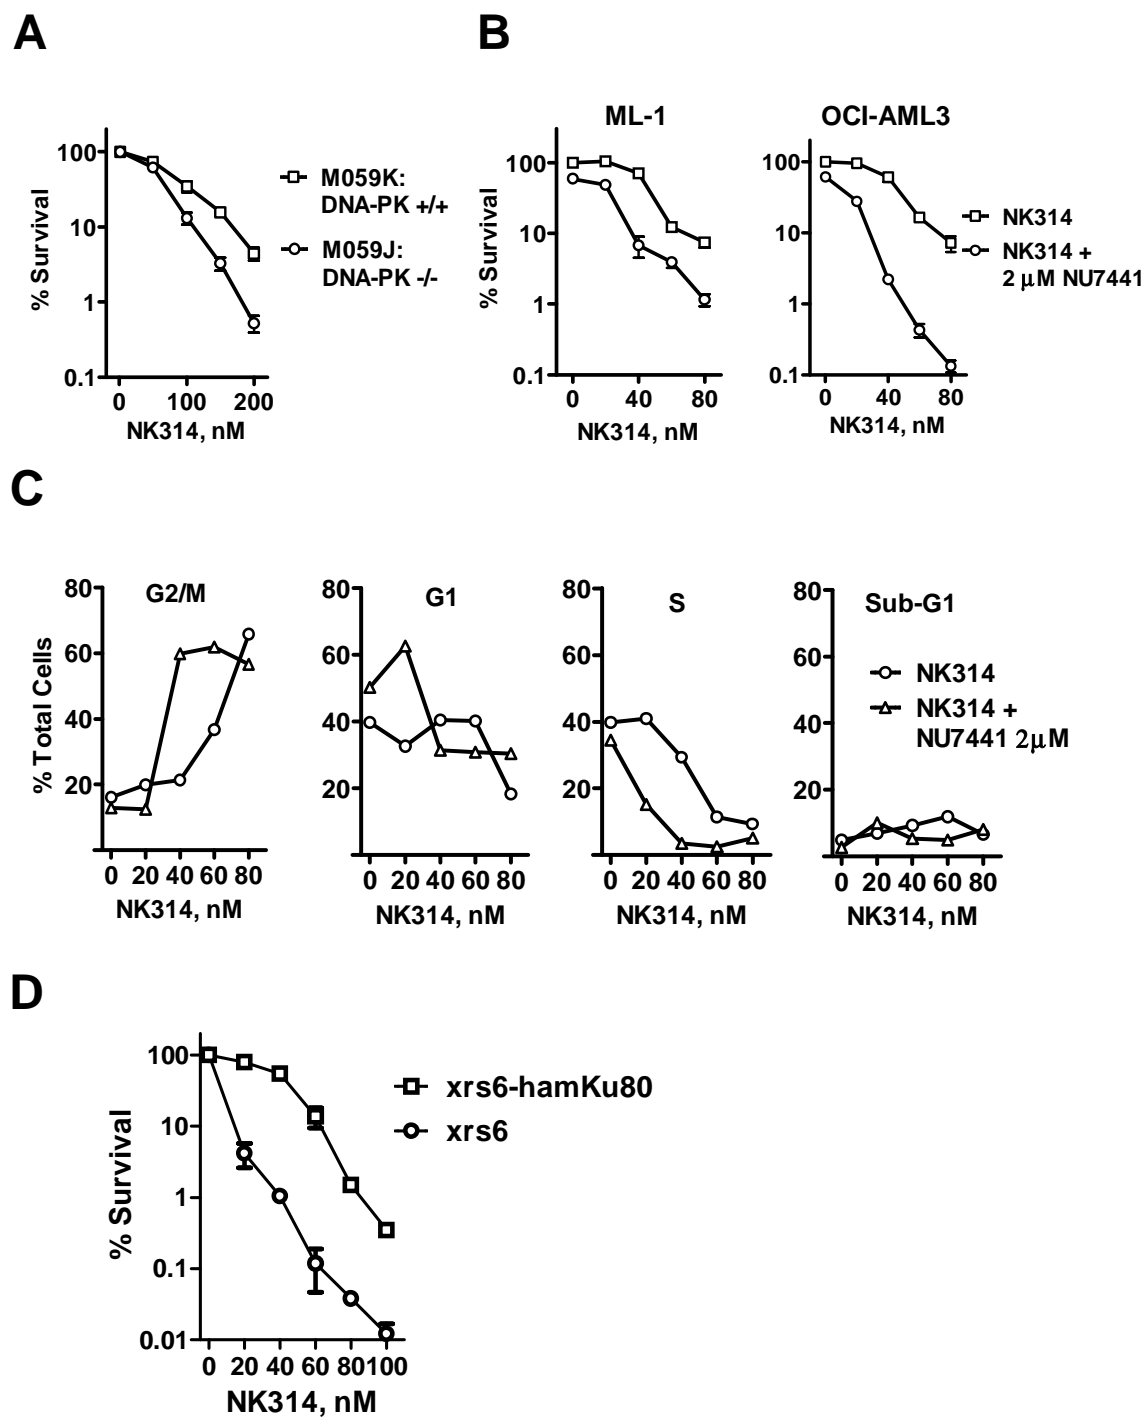 A
B
% Survival
100
10
1
0.1
0 100 200
NK314, nM
M059K:
DNA-PK +/+
M059J:
DNA-PK -/-
ML-1
% Survival
100
10
1
0.1
0 40 80
NK314, nM
OCI-AML3
100
10
1
0.1
0 40 80
NK314, nM
NK314
NK314 +
2 μM NU7441
C
G2/M
% Total Cells
80
60
40
20
0 20 40 60 80
NK314, nM
G1
80
60
40
20
0 20 40 60 80
NK314, nM
S
80
60
40
20
0 20 40 60 80
NK314, nM
Sub-G1
80
60
40
20
0 20 40 60 80
NK314, nM
NK314
NK314 +
NU7441 2μM
D
% Survival
100
10
1
0.1
0.01
0 20 40 60 80 100
NK314, nM
xrs6-hamKu80
xrs6